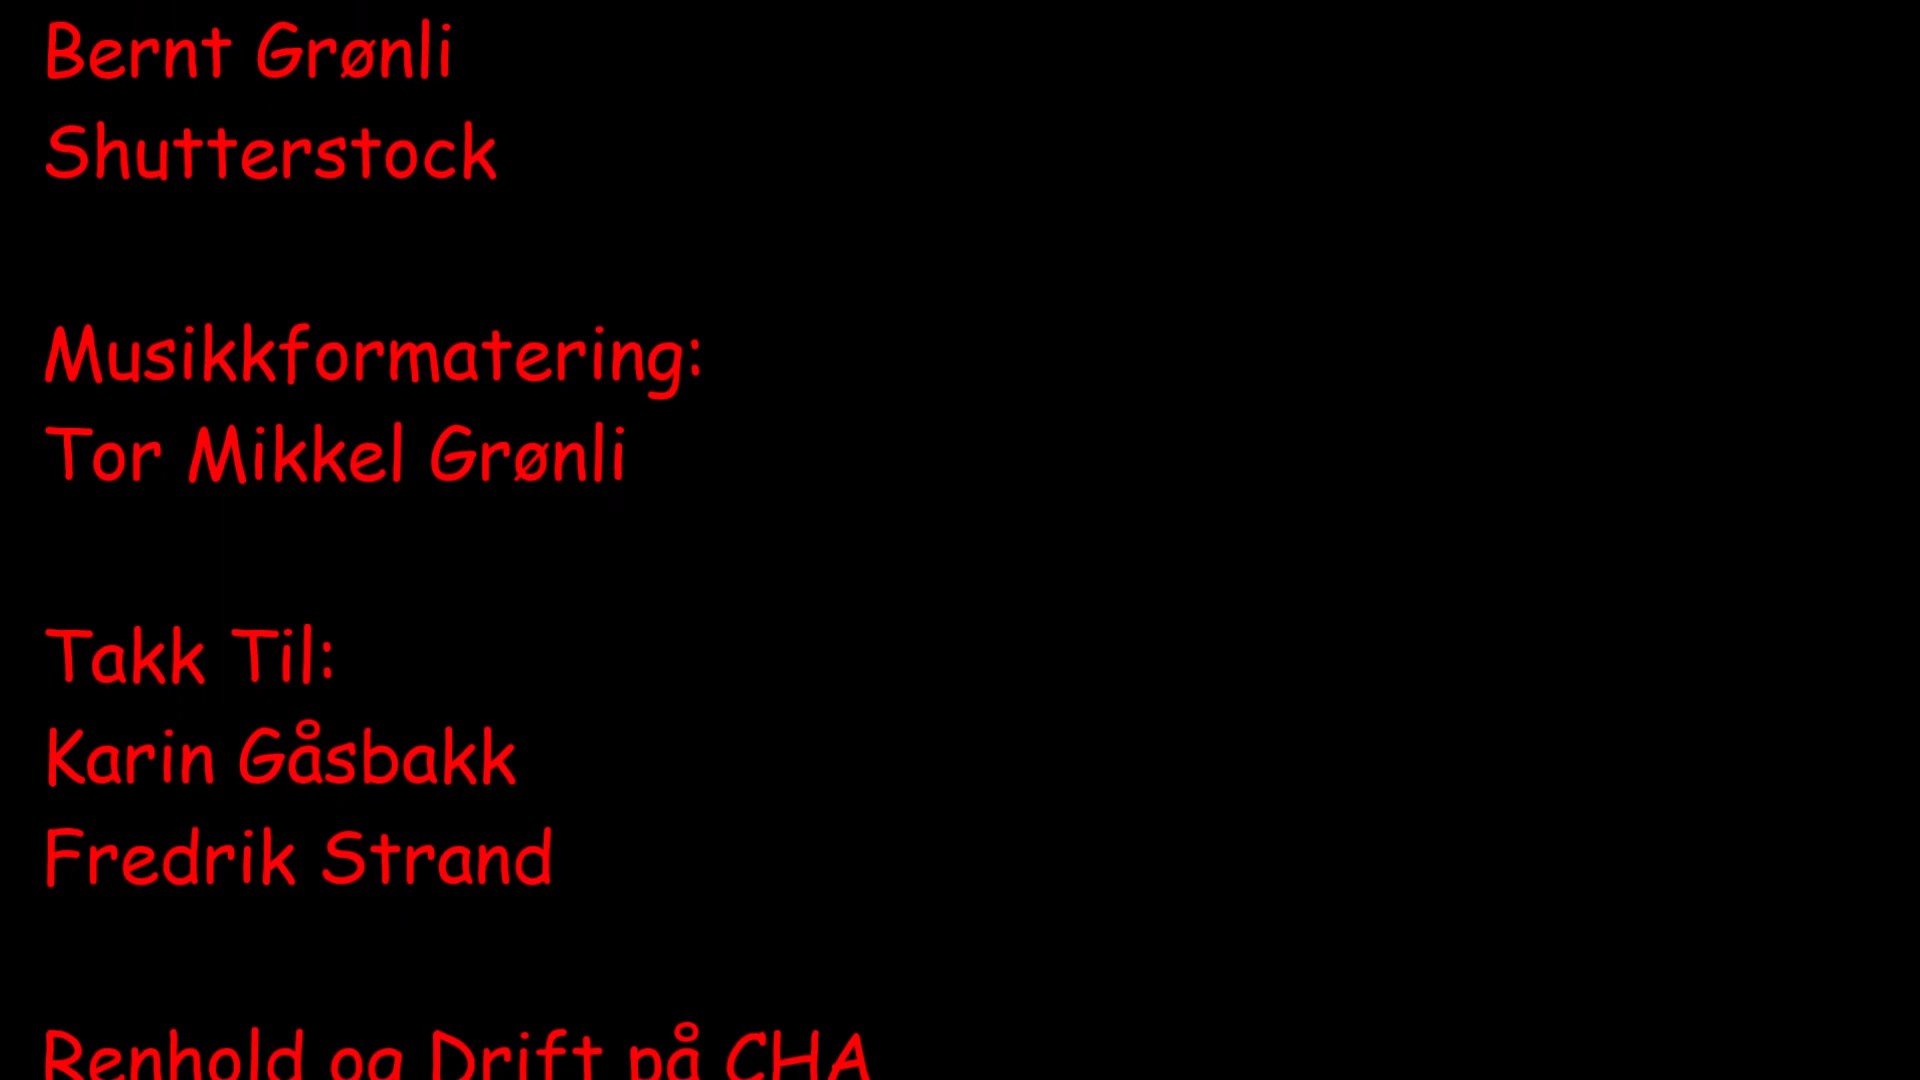 Bernt Grønli
Shutterstock
Musikkformatering:
Tor Mikkel Grønli
Takk Til:
Karin Gåsbakk
Fredrik Strand
Renhold og Drift på CHA